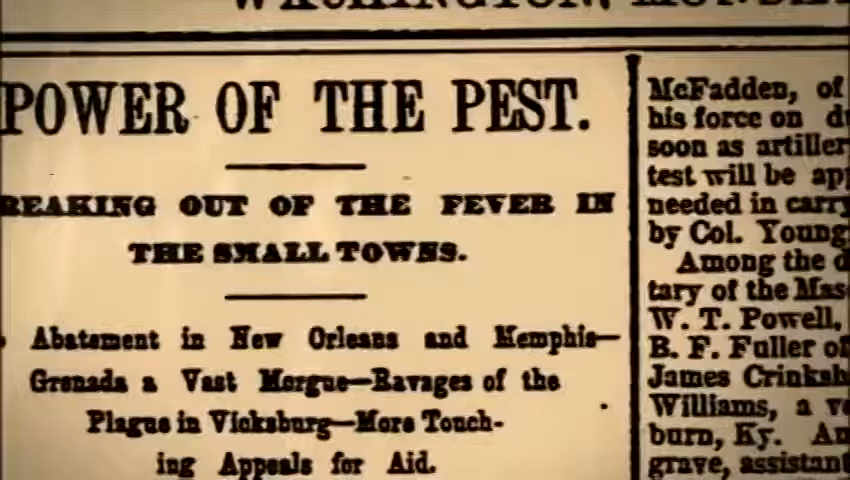 POWER OF THE PEST.
REAKING OUT OF THE FEVER IN
THE SMALL TOWNS.
Abatement in New Orleans and Memphis—
Grenada a Vast Morgue—Ravages of the
Plague in Vicksburg—More Touch-
ing Appeals for Aid.
McFadden, of
his force on d
soon as artiller
test will be ap
needed in carry
by Col. Young
Among the d
tary of the Mas
W. T. Powell,
B. F. Fuller of
James Crinksh
Williams, a v
burn, Ky. An
grave, assistant